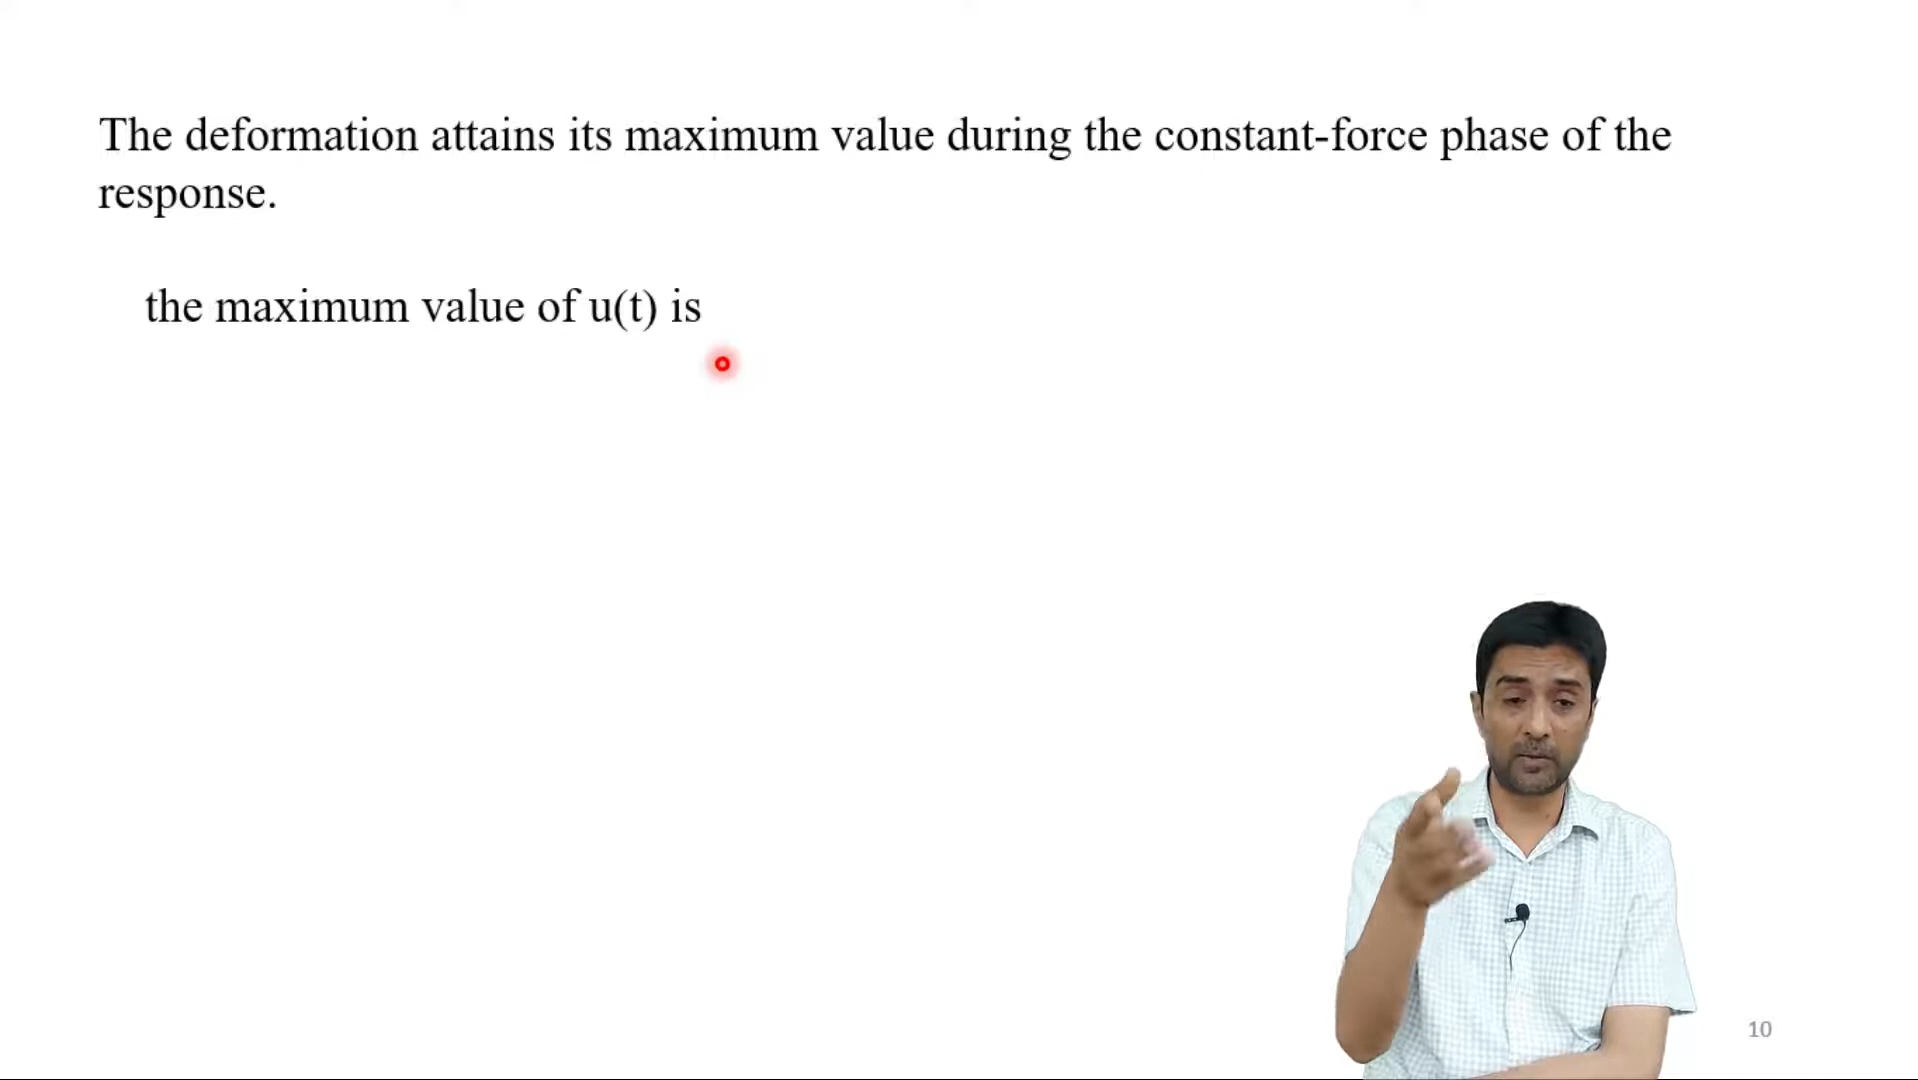 The deformation attains its maximum value during the constant-force phase of the
response.
the maximum value of u(t) is
10